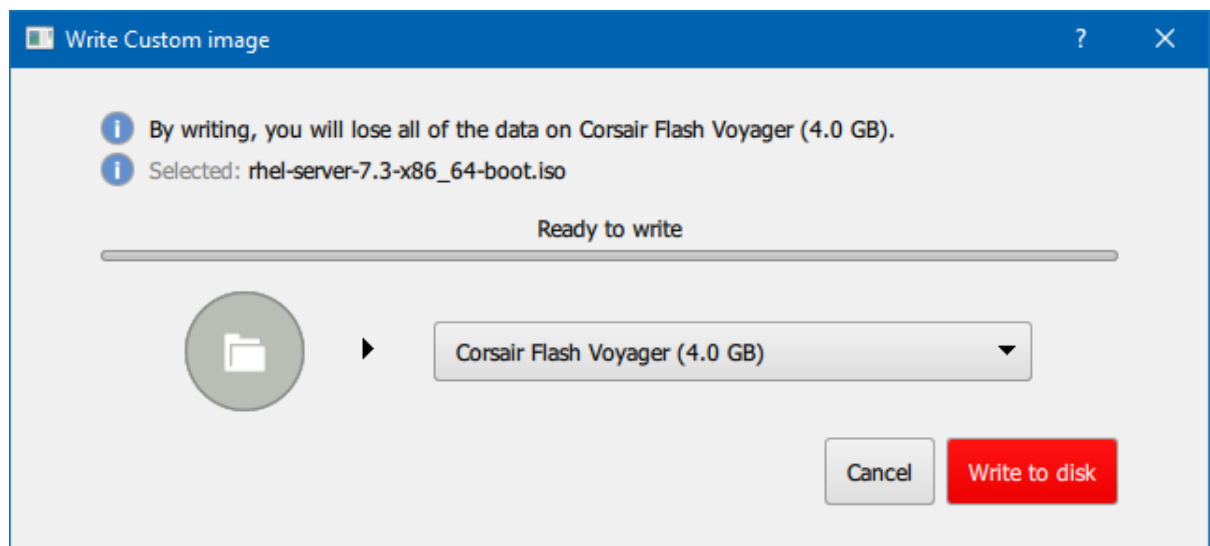 Write Custom image
?
By writing, you will lose all of the data on Corsair Flash Voyager (4.0 GB).
Selected: rhel-server-7.3-x86_64-boot.iso
Ready to write
Corsair Flash Voyager (4.0 GB)
Cancel
Write to disk